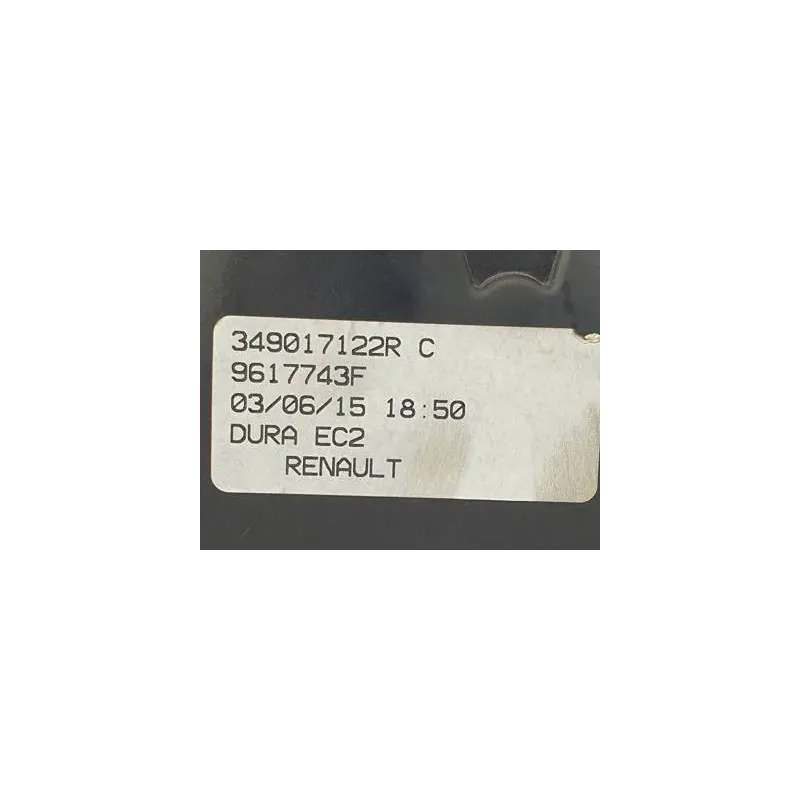 349017122R C
9617743F
03/06/15 18:50
DURA EC2
RENAULT